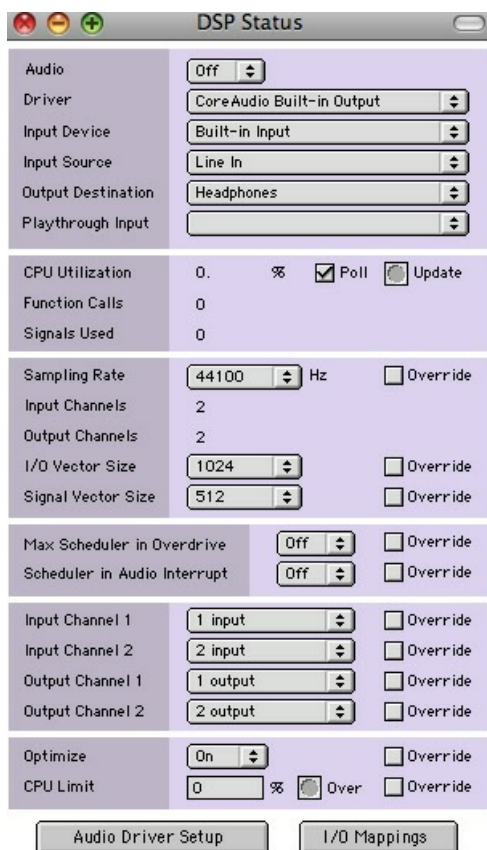 DSP Status
Audio Off
Driver CoreAudio Built-in Output
Input Device Built-in Input
Input Source Line In
Output Destination Headphones
Playthrough Input
CPU Utilization 0. % Poll Update
Function Calls 0
Signals Used 0
Sampling Rate 44100 Hz Override
Input Channels 2
Output Channels 2
I/O Vector Size 1024 Override
Signal Vector Size 512 Override
Max Scheduler in Overdrive Off Override
Scheduler in Audio Interrupt Off Override
Input Channel 1 1 input Override
Input Channel 2 2 input Override
Output Channel 1 1 output Override
Output Channel 2 2 output Override
Optimize On Override
CPU Limit 0 % Over Override
Audio Driver Setup I/O Mappings